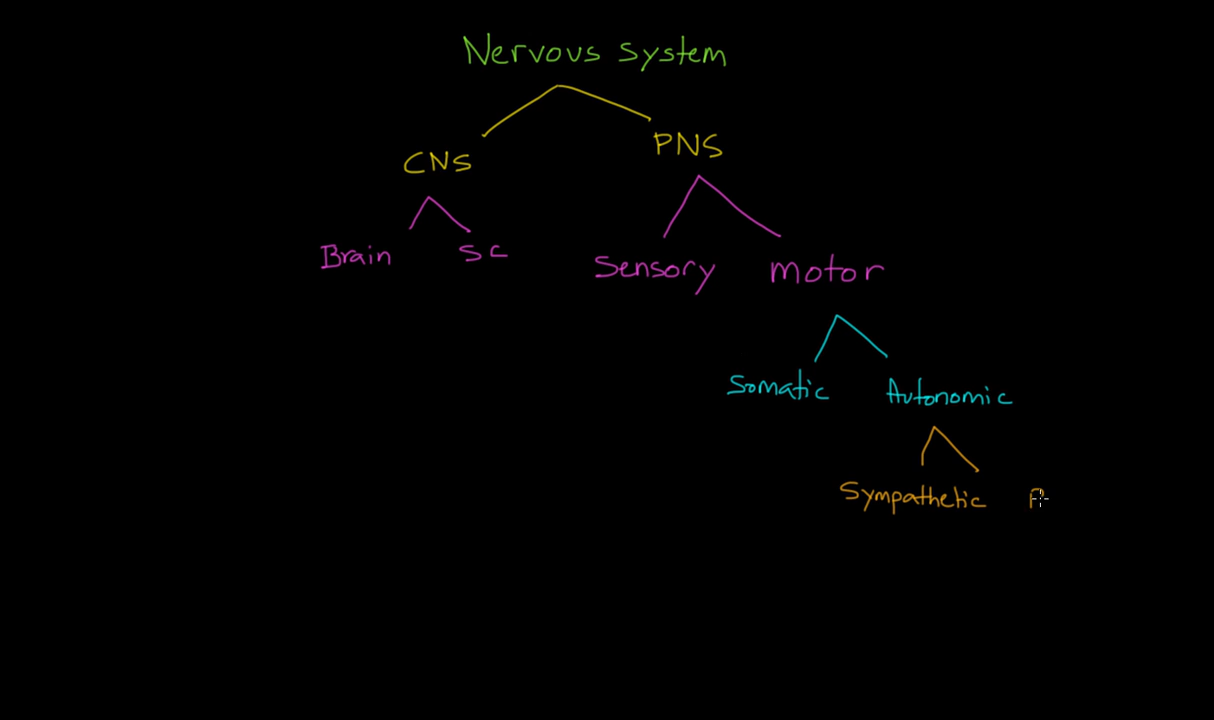 Nervous system
CNS PNS
Brain SC Sensory motor
Somatic Autonomic
Sympathetic P